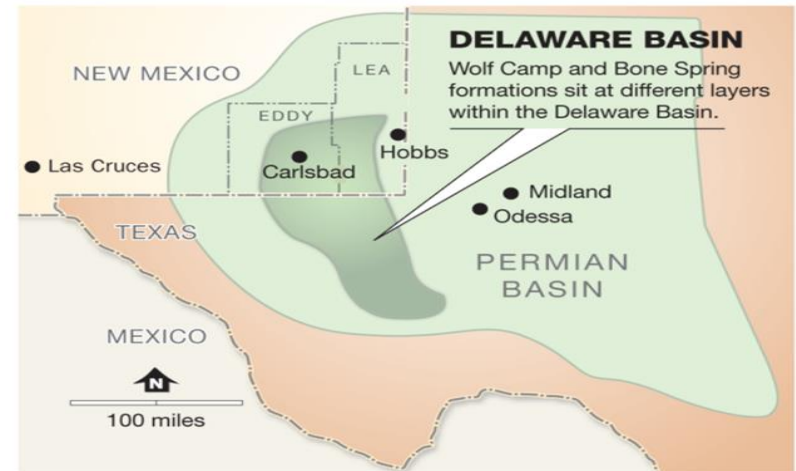 DELAWARE BASIN
Wolf Camp and Bone Spring
formations sit at different layers
within the Delaware Basin.
NEW MEXICO
LEA
EDDY
Hobbs
Carlsbad
Las Cruces
Midland
Odessa
TEXAS
PERMIAN
BASIN
MEXICO
N
100 miles